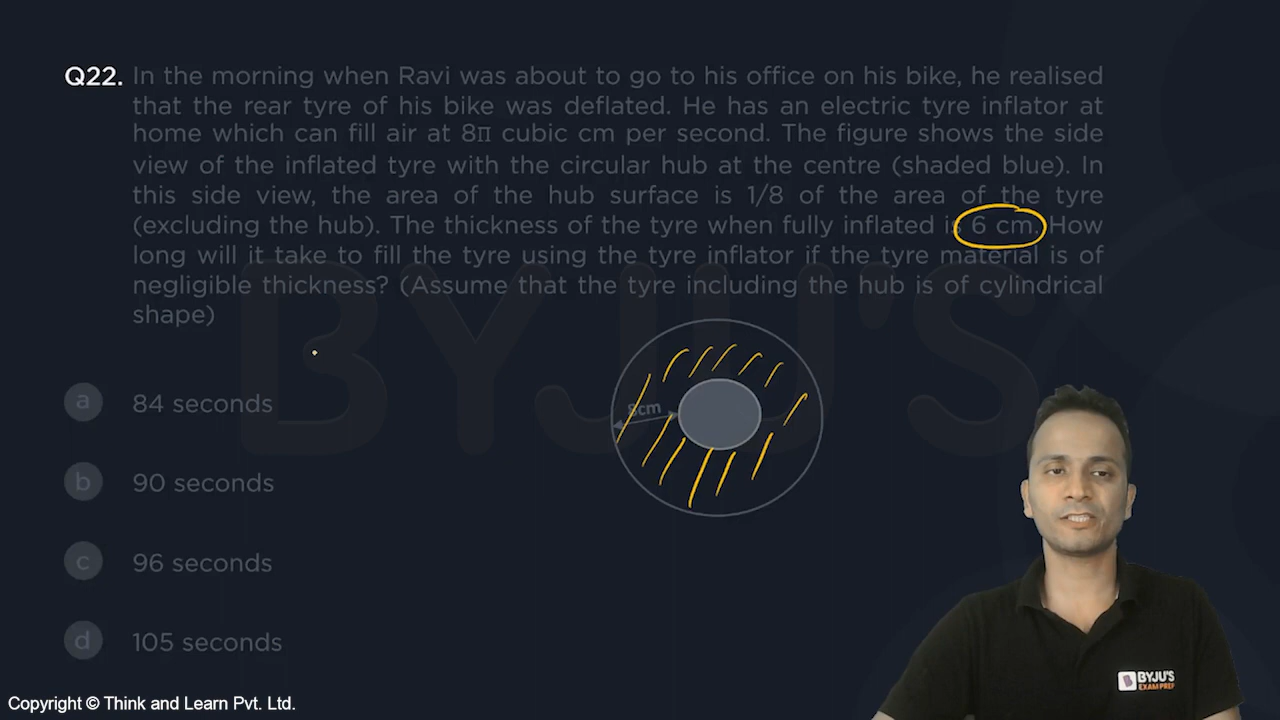 Q22. In the morning when Ravi was about to go to his office on his bike, he realised
that the rear tyre of his bike was deflated. He has an electric tyre inflator at
home which can fill air at 8π cubic cm per second. The figure shows the side
view of the inflated tyre with the circular hub at the centre (shaded blue). In
this side view, the area of the hub surface is 1/8 of the area of the tyre
(excluding the hub). The thickness of the tyre when fully inflated is 6 cm. How
long will it take to fill the tyre using the tyre inflator if the tyre material is of
negligible thickness? (Assume that the tyre including the hub is of cylindrical
shape)
BYJU'S
8cm
a 84 seconds
b 90 seconds
c 96 seconds
d 105 seconds
BYJU'S
EXAM PREP
Copyright © Think and Learn Pvt. Ltd.